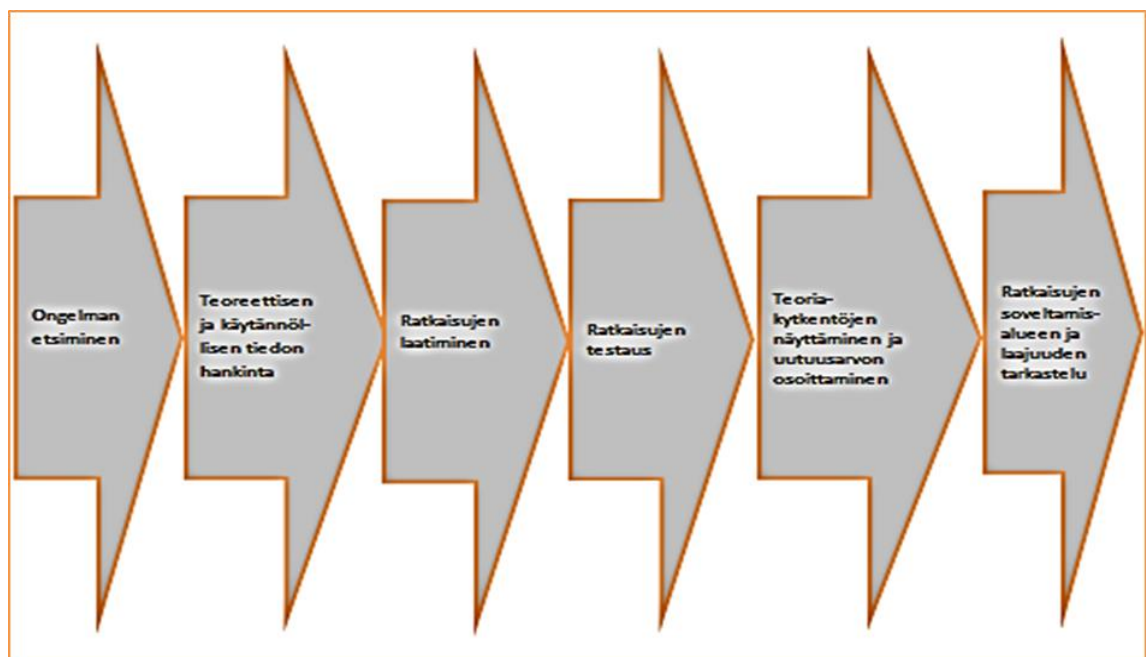 Ongelman
etsiminen
Teoreettisen
ja käytännöl-
lisen tiedon
hankinta
Ratkaisujen
laatiminen
Ratkaisujen
testaus
Teoria-
kytkentöjen
näyttäminen ja
uutuusarvon
osoittaminen
Ratkaisujen
soveltamis-
alueen ja
laajuuden
tarkastelu